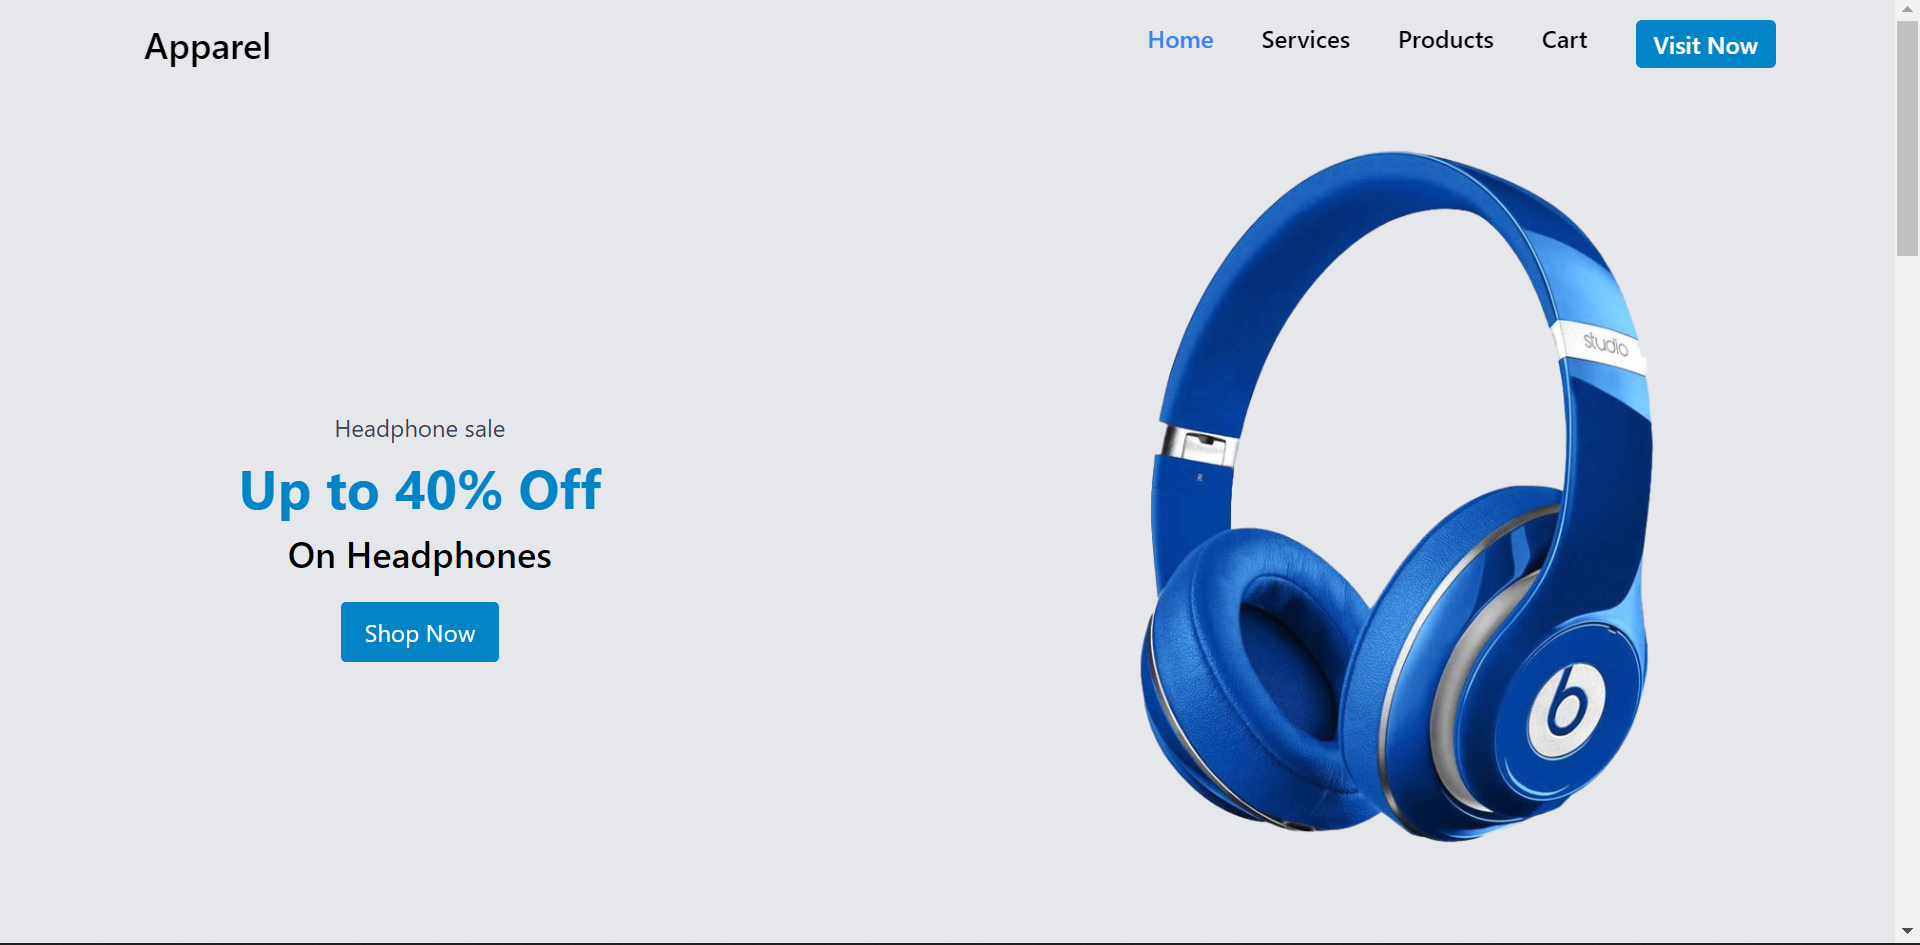 Apparel
Home Services Products Cart Visit Now
studio
Headphone sale
R
Up to 40% Off
On Headphones
Shop Now
b